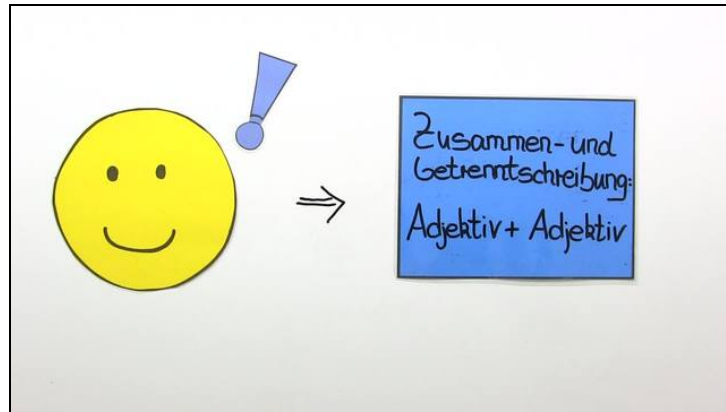 Zusammen- und
Getrenntschreibung:
Adjektiv + Adjektiv